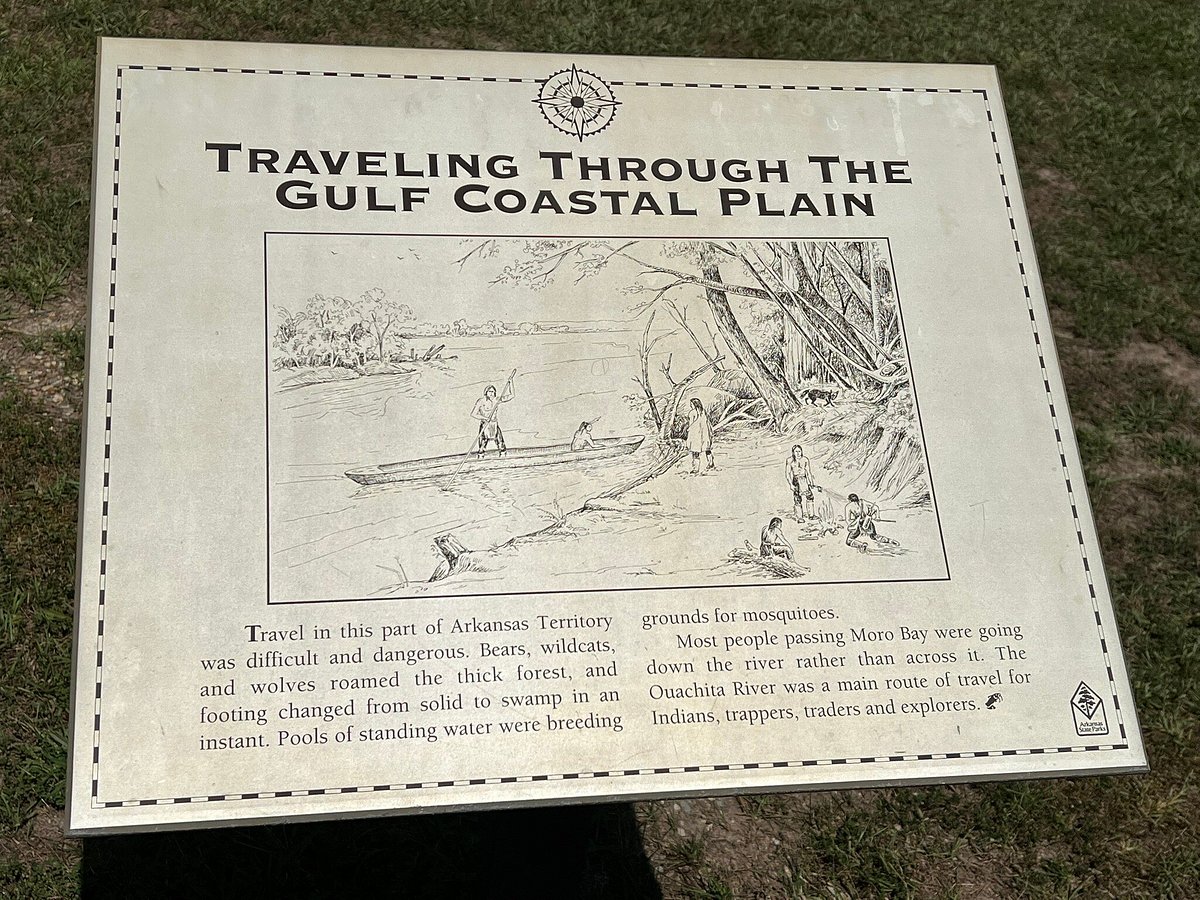 TRAVELING THROUGH THE
GULF COASTAL PLAIN
Travel in this part of Arkansas Territory
was difficult and dangerous. Bears, wildcats,
and wolves roamed the thick forest, and
footing changed from solid to swamp in an
instant. Pools of standing water were breeding
grounds for mosquitoes.
Most people passing Moro Bay were going
down the river rather than across it. The
Ouachita River was a main route of travel for
Indians, trappers, traders and explorers.
Arkansas
State Parks